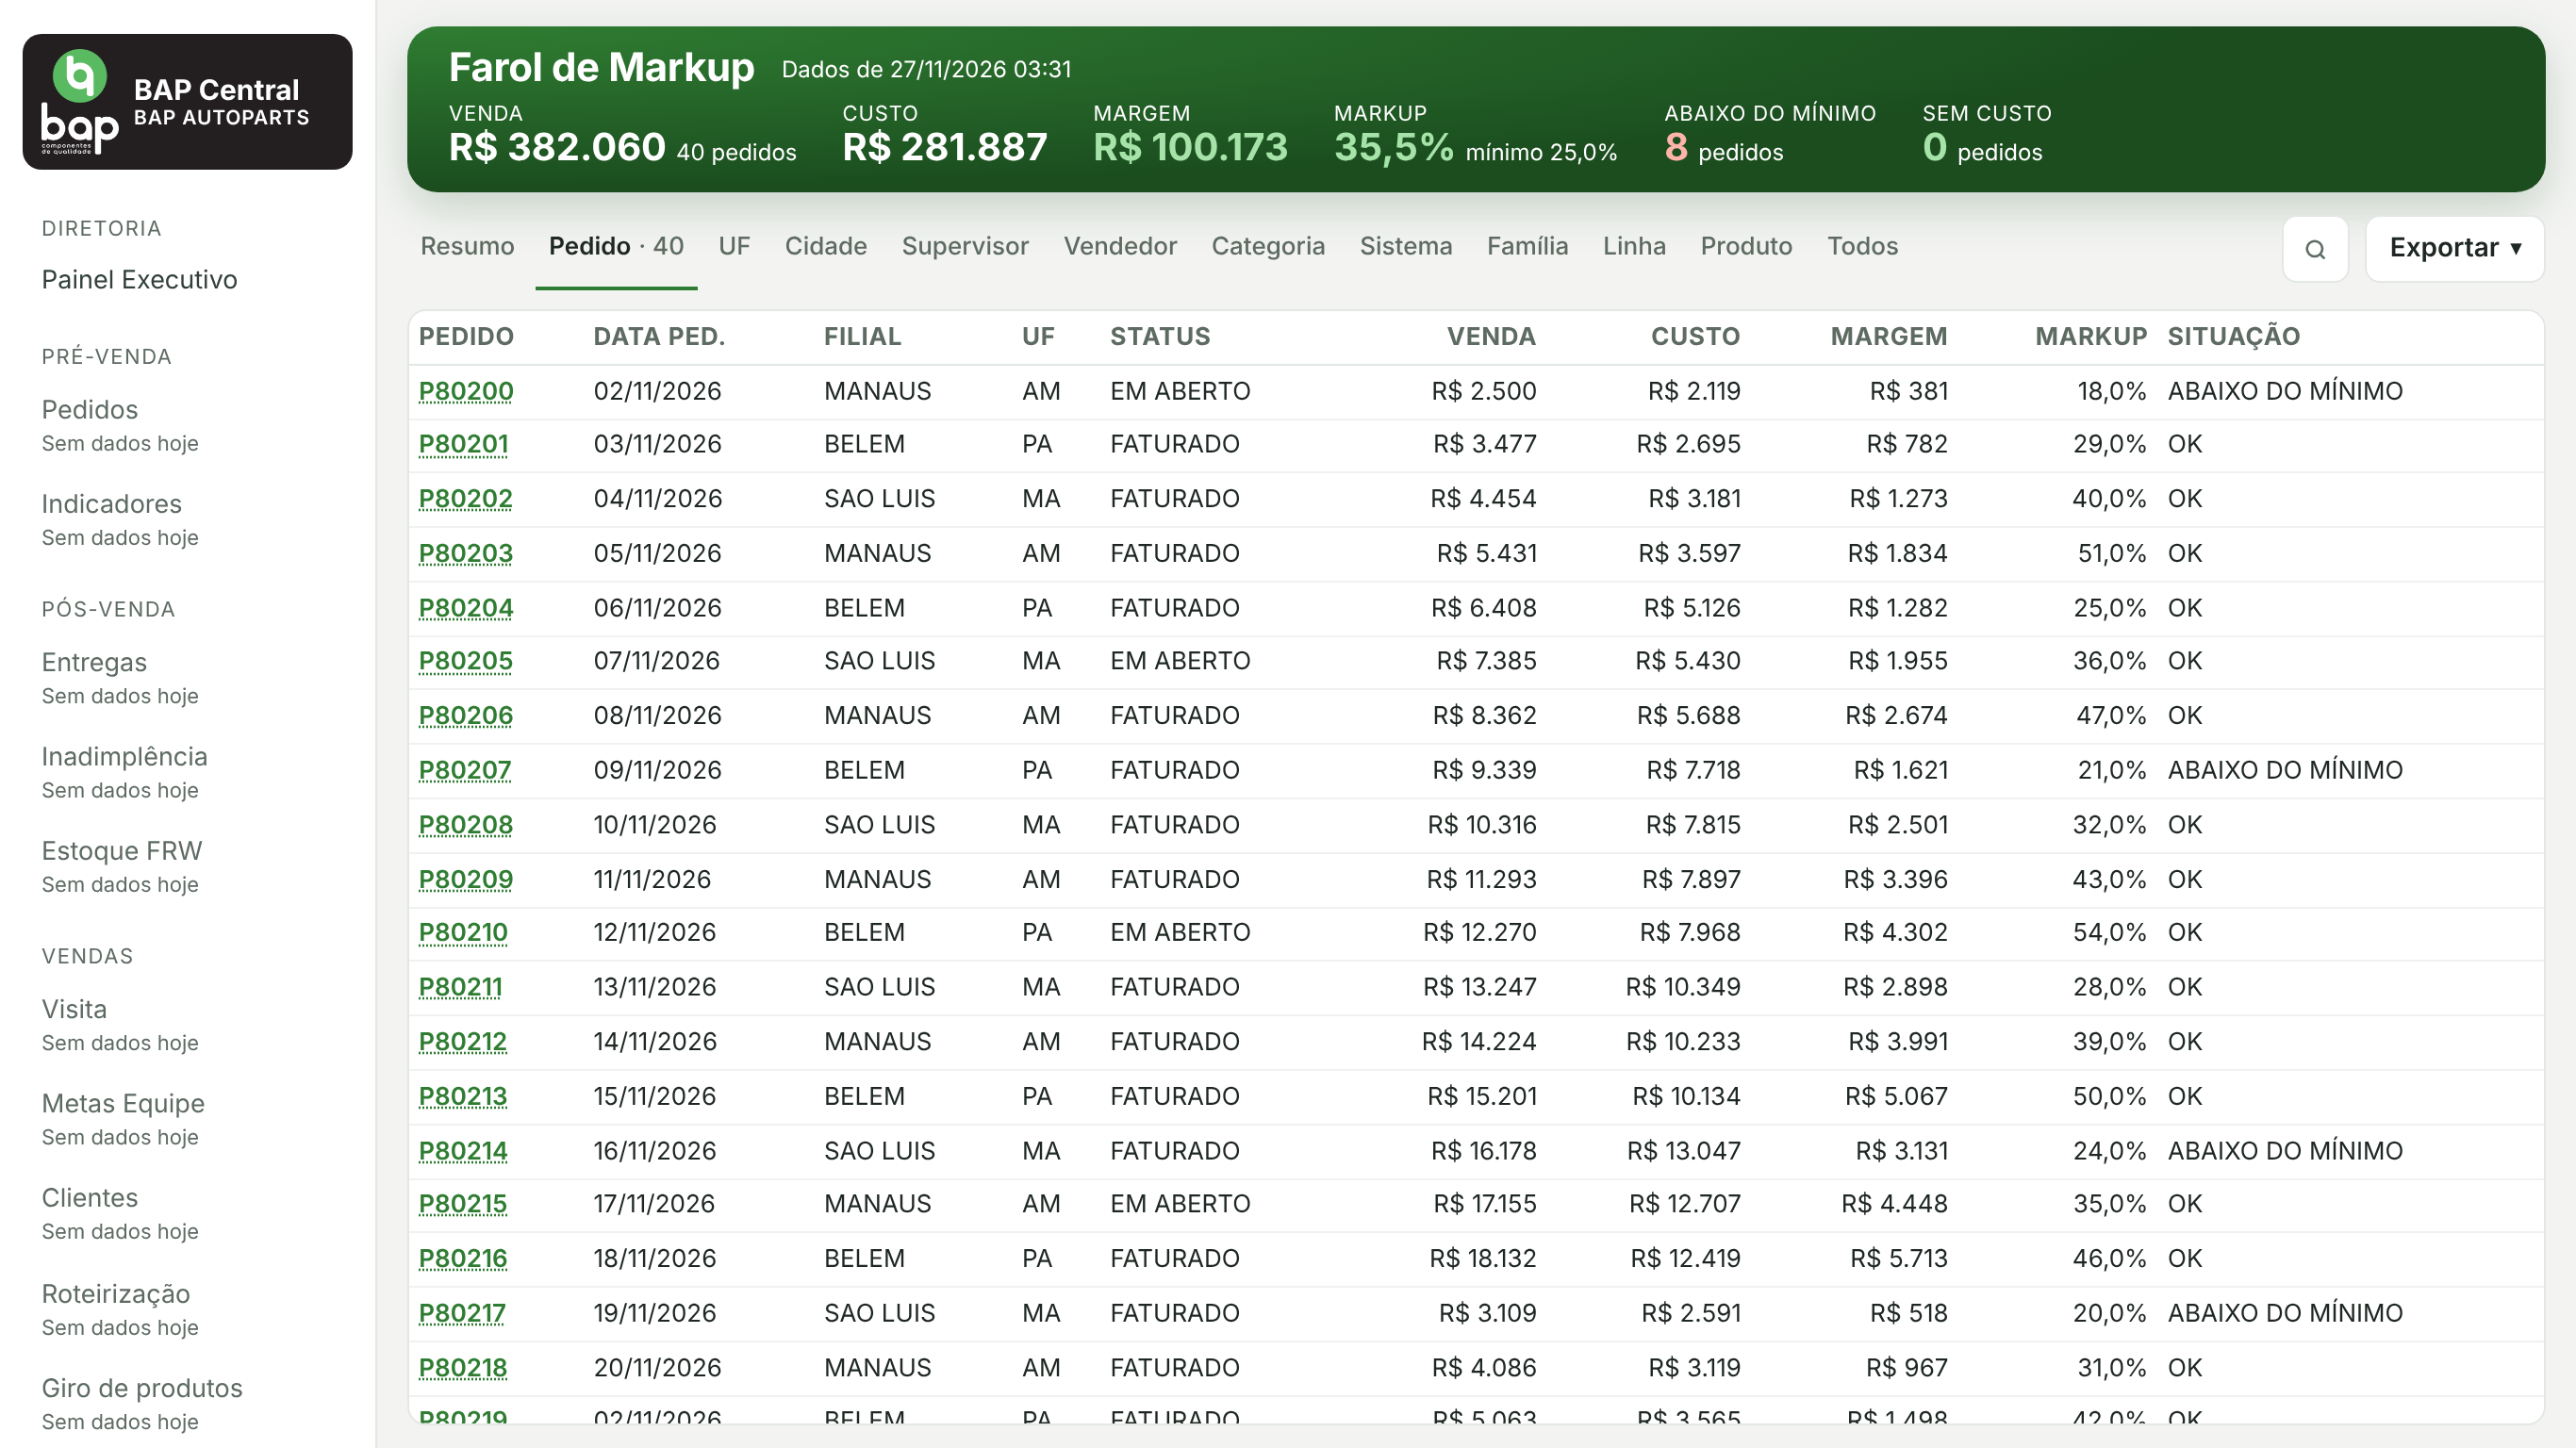 bap
componentes
de qualidade
BAP Central
BAP AUTOPARTS
DIRETORIA
Painel Executivo
PRÉ-VENDA
Pedidos
Sem dados hoje
Indicadores
Sem dados hoje
PÓS-VENDA
Entregas
Sem dados hoje
Inadimplência
Sem dados hoje
Estoque FRW
Sem dados hoje
VENDAS
Visita
Sem dados hoje
Metas Equipe
Sem dados hoje
Clientes
Sem dados hoje
Roteirização
Sem dados hoje
Giro de produtos
Sem dados hoje
Farol de Markup Dados de 27/11/2026 03:31
VENDA CUSTO MARGEM MARKUP ABAIXO DO MÍNIMO SEM CUSTO
R$ 382.060 40 pedidos R$ 281.887 R$ 100.173 35,5% mínimo 25,0% 8 pedidos 0 pedidos
Resumo Pedido · 40 UF Cidade Supervisor Vendedor Categoria Sistema Família Linha Produto Todos Exportar ▾
PEDIDO DATA PED. FILIAL UF STATUS VENDA CUSTO MARGEM MARKUP SITUAÇÃO
P80200 02/11/2026 MANAUS AM EM ABERTO R$ 2.500 R$ 2.119 R$ 381 18,0% ABAIXO DO MÍNIMO
P80201 03/11/2026 BELEM PA FATURADO R$ 3.477 R$ 2.695 R$ 782 29,0% OK
P80202 04/11/2026 SAO LUIS MA FATURADO R$ 4.454 R$ 3.181 R$ 1.273 40,0% OK
P80203 05/11/2026 MANAUS AM FATURADO R$ 5.431 R$ 3.597 R$ 1.834 51,0% OK
P80204 06/11/2026 BELEM PA FATURADO R$ 6.408 R$ 5.126 R$ 1.282 25,0% OK
P80205 07/11/2026 SAO LUIS MA EM ABERTO R$ 7.385 R$ 5.430 R$ 1.955 36,0% OK
P80206 08/11/2026 MANAUS AM FATURADO R$ 8.362 R$ 5.688 R$ 2.674 47,0% OK
P80207 09/11/2026 BELEM PA FATURADO R$ 9.339 R$ 7.718 R$ 1.621 21,0% ABAIXO DO MÍNIMO
P80208 10/11/2026 SAO LUIS MA FATURADO R$ 10.316 R$ 7.815 R$ 2.501 32,0% OK
P80209 11/11/2026 MANAUS AM FATURADO R$ 11.293 R$ 7.897 R$ 3.396 43,0% OK
P80210 12/11/2026 BELEM PA EM ABERTO R$ 12.270 R$ 7.968 R$ 4.302 54,0% OK
P80211 13/11/2026 SAO LUIS MA FATURADO R$ 13.247 R$ 10.349 R$ 2.898 28,0% OK
P80212 14/11/2026 MANAUS AM FATURADO R$ 14.224 R$ 10.233 R$ 3.991 39,0% OK
P80213 15/11/2026 BELEM PA FATURADO R$ 15.201 R$ 10.134 R$ 5.067 50,0% OK
P80214 16/11/2026 SAO LUIS MA FATURADO R$ 16.178 R$ 13.047 R$ 3.131 24,0% ABAIXO DO MÍNIMO
P80215 17/11/2026 MANAUS AM EM ABERTO R$ 17.155 R$ 12.707 R$ 4.448 35,0% OK
P80216 18/11/2026 BELEM PA FATURADO R$ 18.132 R$ 12.419 R$ 5.713 46,0% OK
P80217 19/11/2026 SAO LUIS MA FATURADO R$ 3.109 R$ 2.591 R$ 518 20,0% ABAIXO DO MÍNIMO
P80218 20/11/2026 MANAUS AM FATURADO R$ 4.086 R$ 3.119 R$ 967 31,0% OK
P80219 02/11/2026 BELEM PA FATURADO R$ 5.063 R$ 3.565 R$ 1.498 42,0% OK